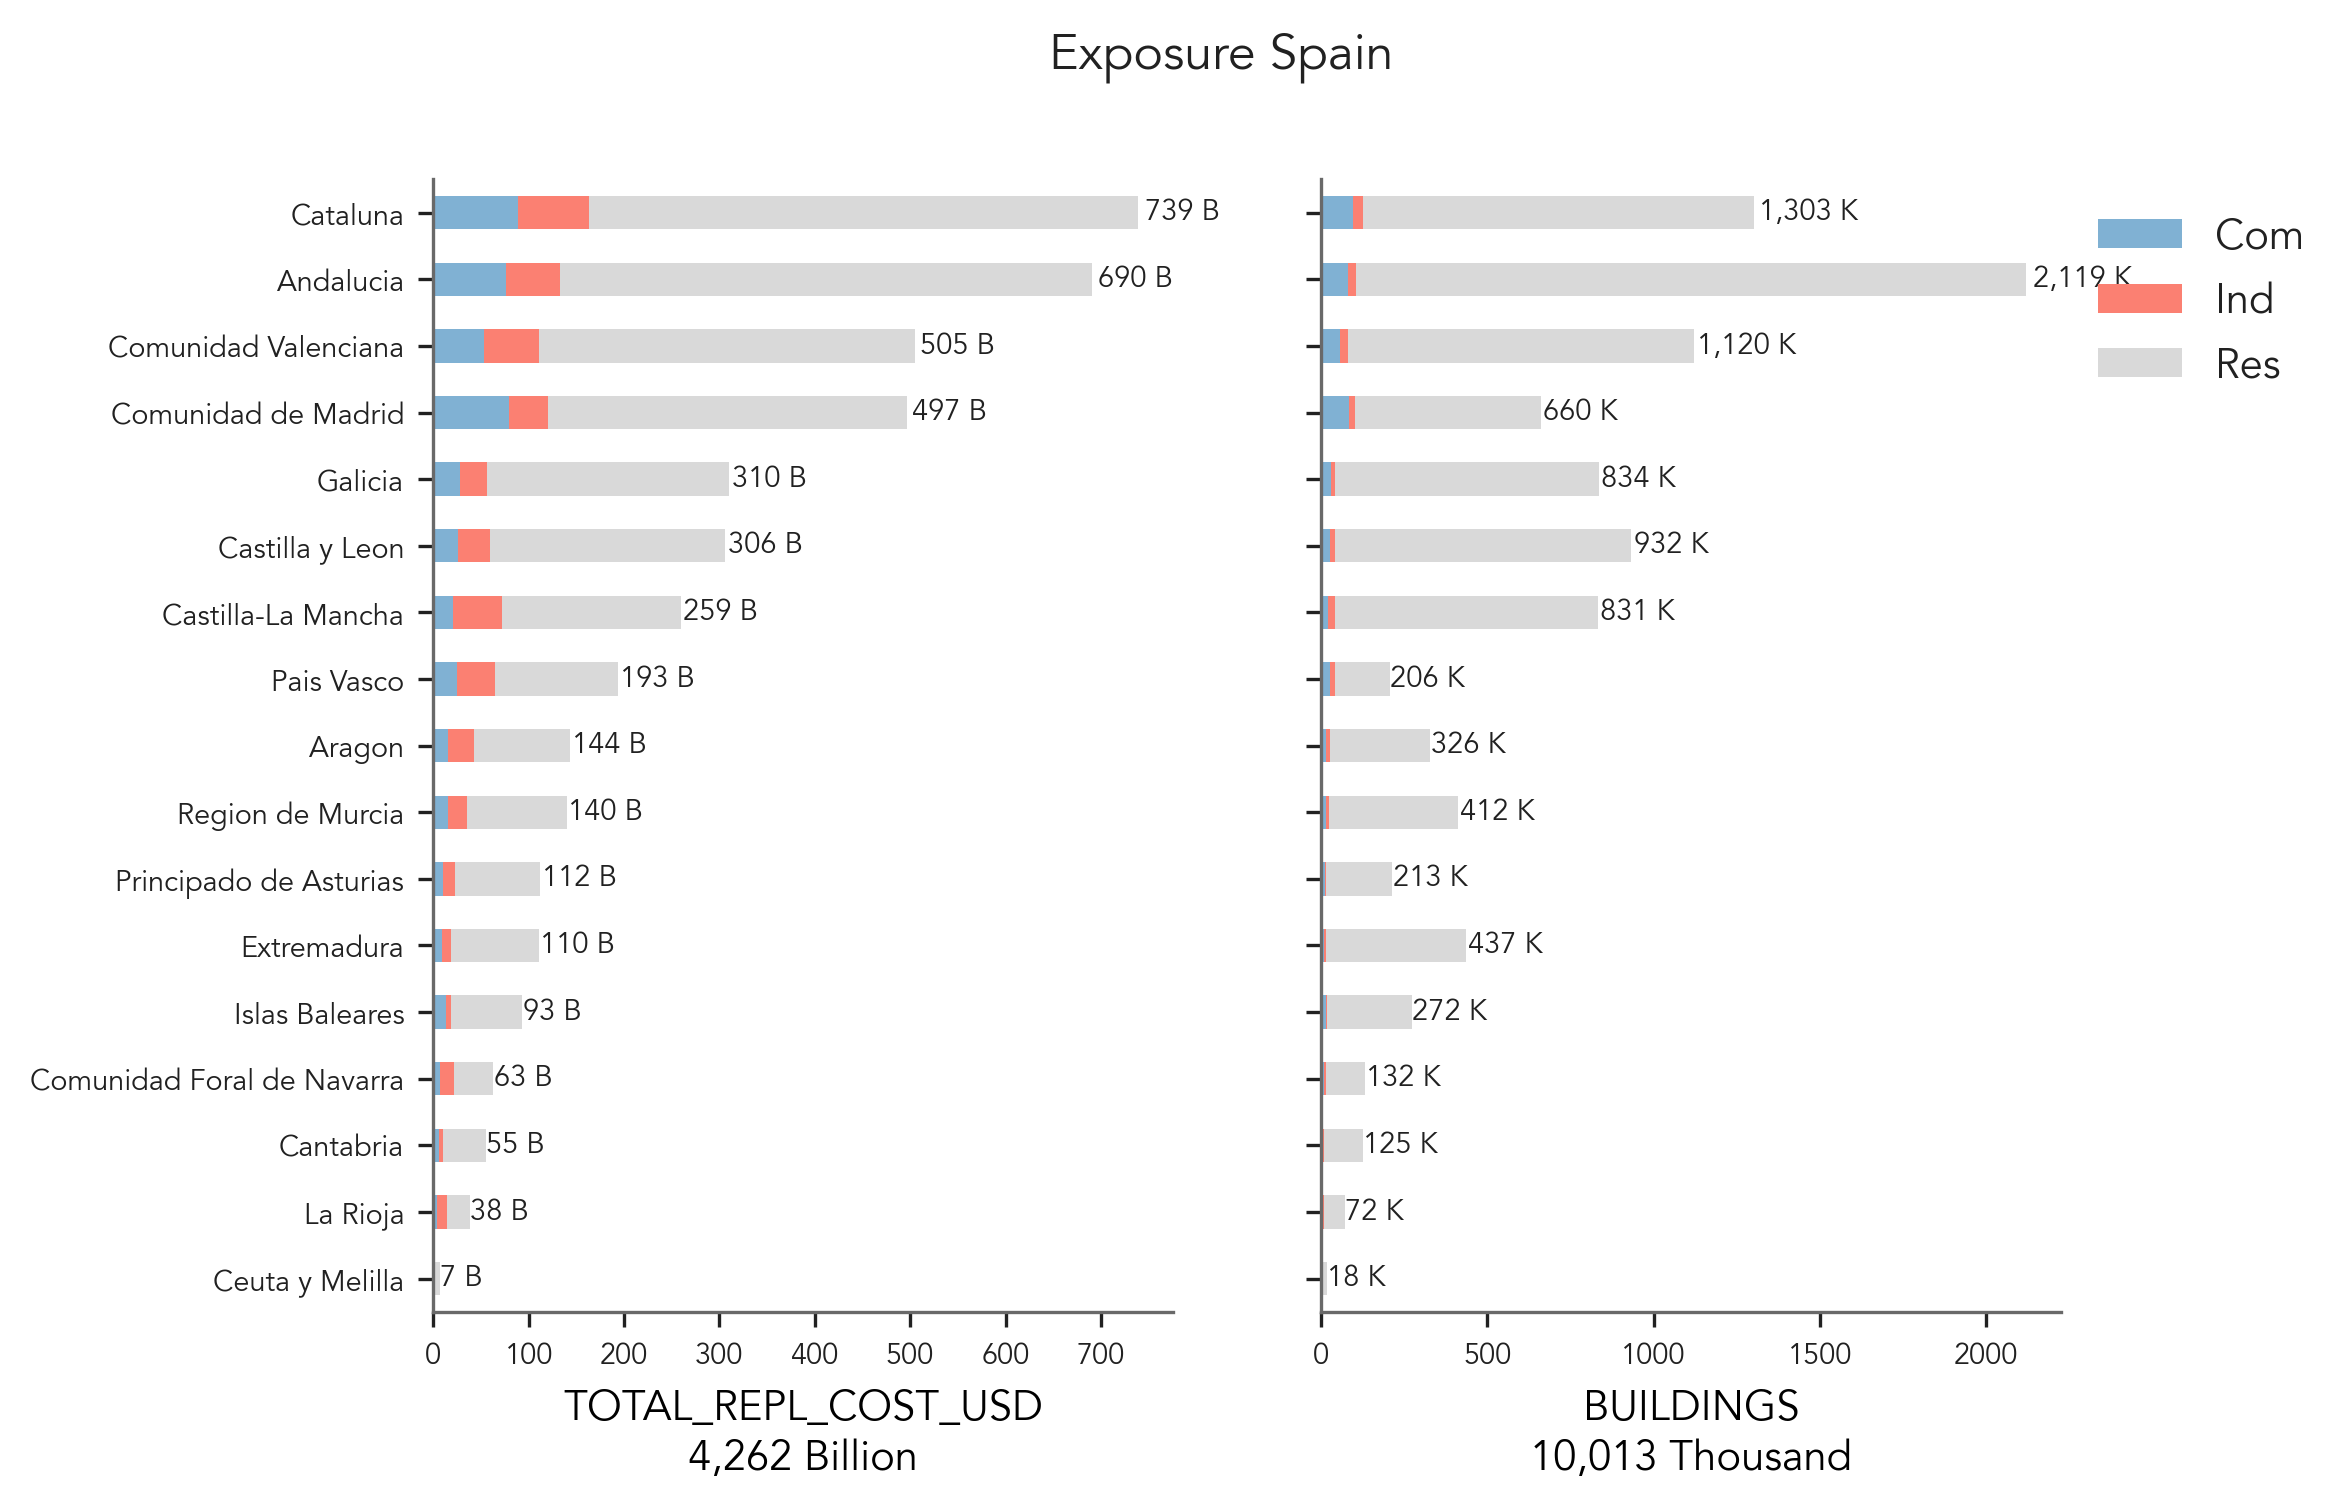 Exposure Spain
Cataluna 739 B 1,303 K
Andalucia 690 B 2,119 K
Comunidad Valenciana 505 B 1,120 K
Comunidad de Madrid 497 B 660 K
Galicia 310 B 834 K
Castilla y Leon 306 B 932 K
Castilla-La Mancha 259 B 831 K
Pais Vasco 193 B 206 K
Aragon 144 B 326 K
Region de Murcia 140 B 412 K
Principado de Asturias 112 B 213 K
Extremadura 110 B 437 K
Islas Baleares 93 B 272 K
Comunidad Foral de Navarra 63 B 132 K
Cantabria 55 B 125 K
La Rioja 38 B 72 K
Ceuta y Melilla 7 B 18 K
0 100 200 300 400 500 600 700
TOTAL_REPL_COST_USD
4,262 Billion
0 500 1000 1500 2000
BUILDINGS
10,013 Thousand
Com
Ind
Res